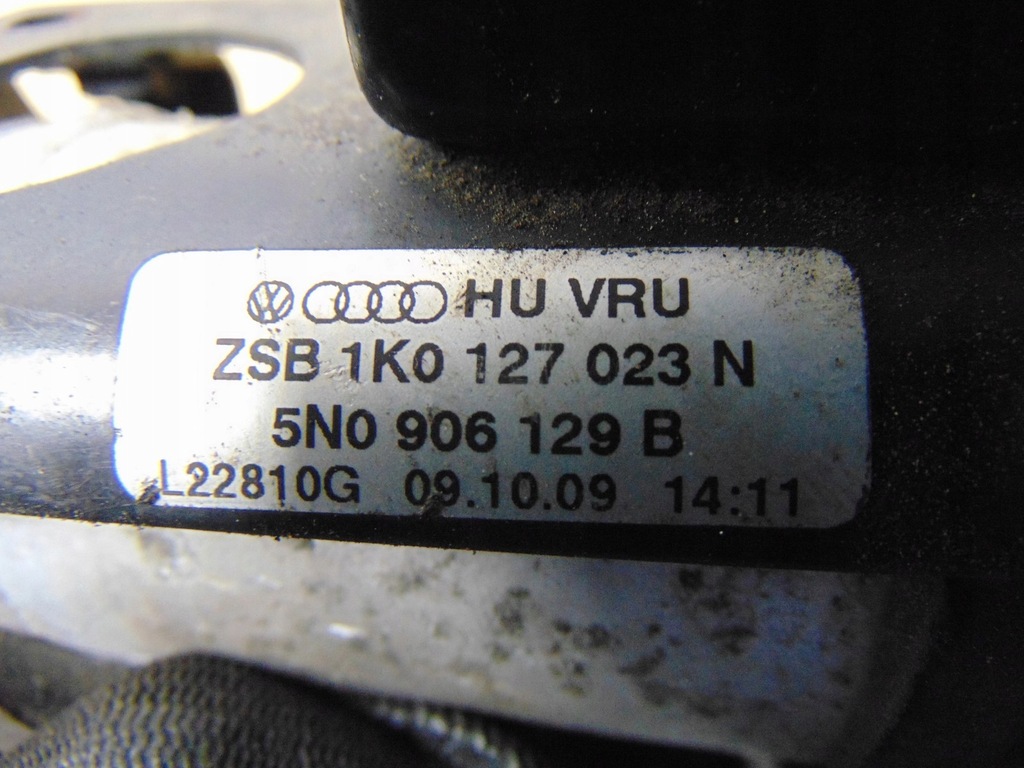 HU VRU
ZSB 1K0 127 023 N
5N0 906 129 B
L22810G 09.10.09 14:11